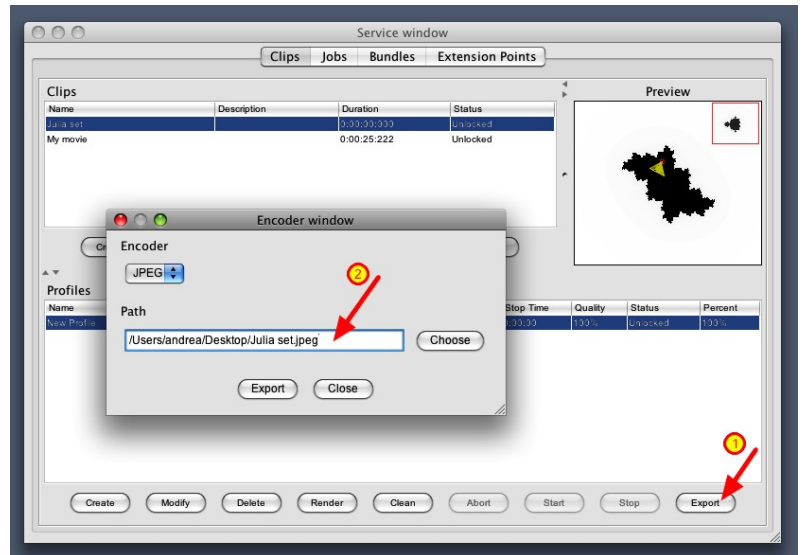 Service window
Clips Jobs Bundles Extension Points
Clips
Preview
Name Description Duration Status
Julia set 0:00:00:000 Unlocked
My movie 0:00:25:222 Unlocked
Encoder window
Encoder
JPEG
2
Path
/Users/andrea/Desktop/Julia set.jpeg
Choose
Export Close
Profiles
Name Stop Time Quality Status Percent
New Profile 100% Unlocked 100%
1
Create Modify Delete Render Clean Abort Start Stop Export